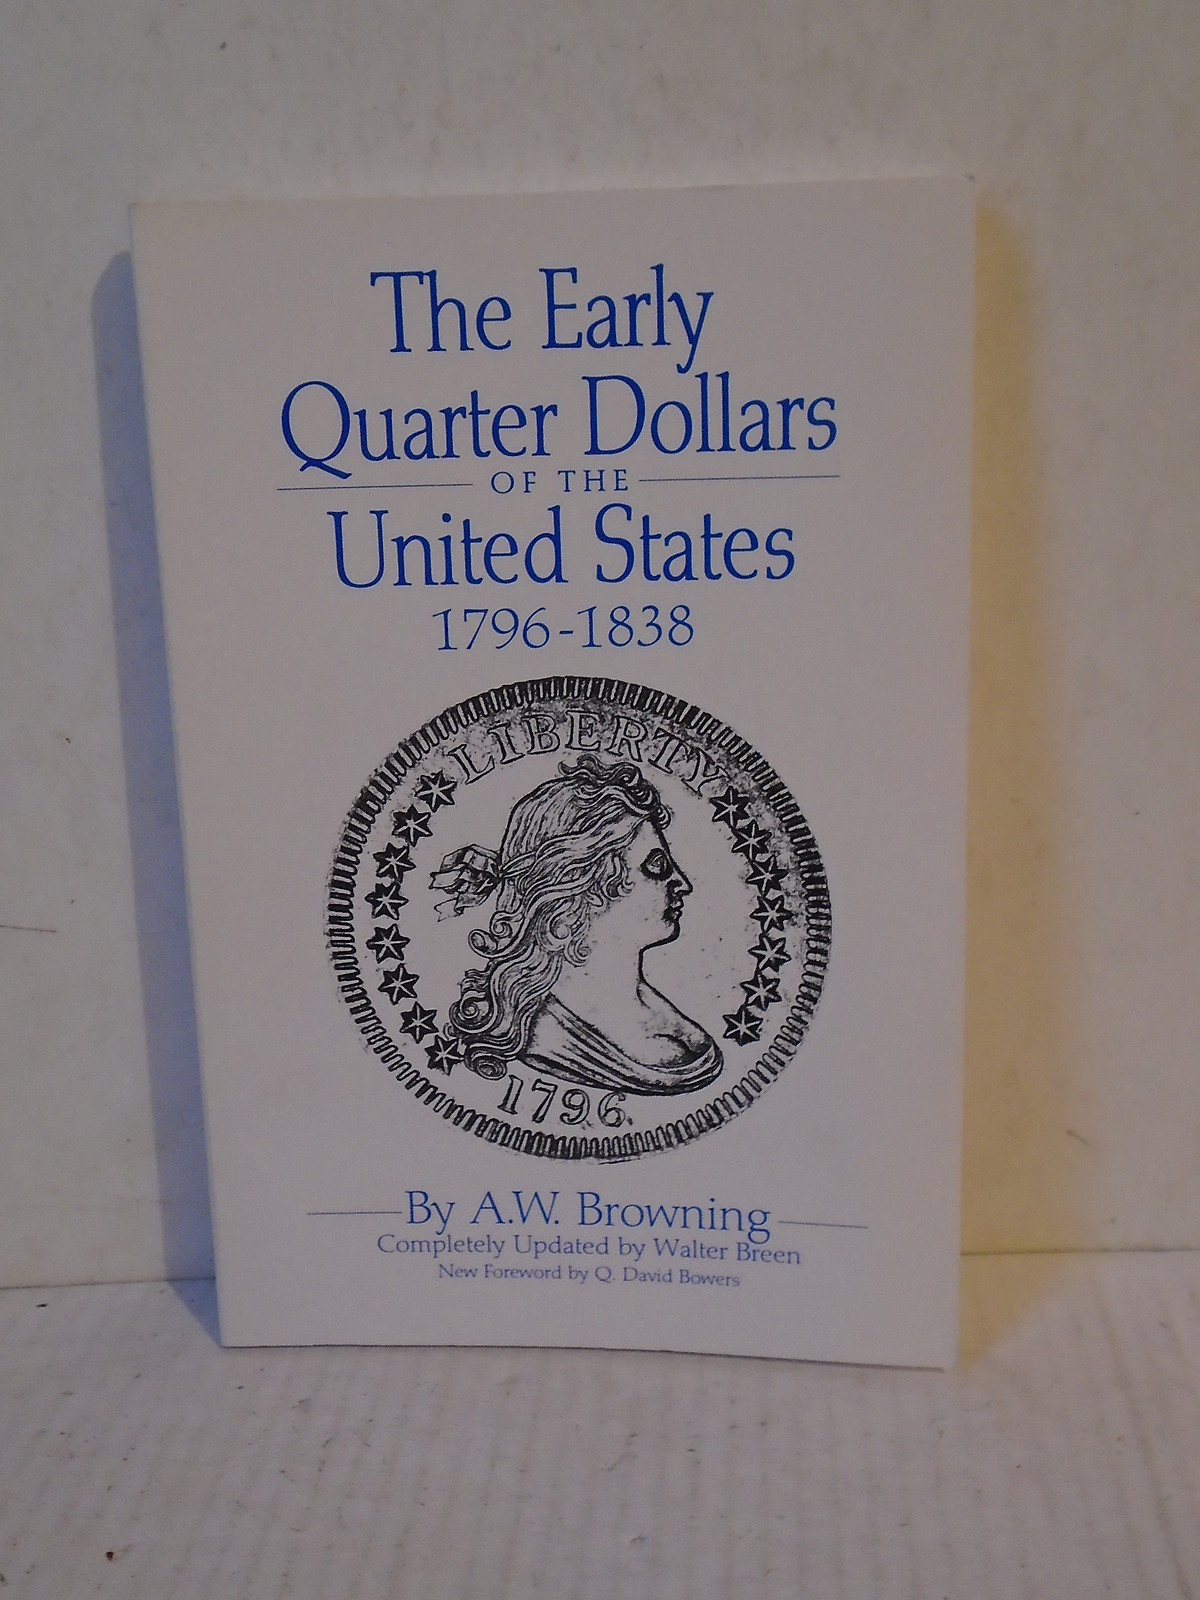 The Early
Quarter Dollars
OF THE
United States
1796-1838
LIBERTY
1796
By A.W. Browning
Completely Updated by Walter Breen
New Foreword by Q. David Bowers